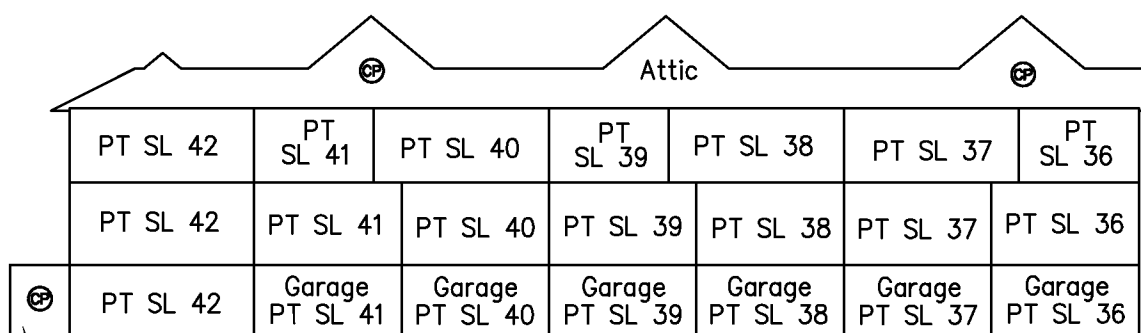 CP
Attic
CP
PT SL 42
PT
SL 41
PT SL 40
PT
SL 39
PT SL 38
PT SL 37
PT
SL 36
PT SL 42
PT SL 41
PT SL 40
PT SL 39
PT SL 38
PT SL 37
PT SL 36
CP
PT SL 42
Garage
PT SL 41
Garage
PT SL 40
Garage
PT SL 39
Garage
PT SL 38
Garage
PT SL 37
Garage
PT SL 36